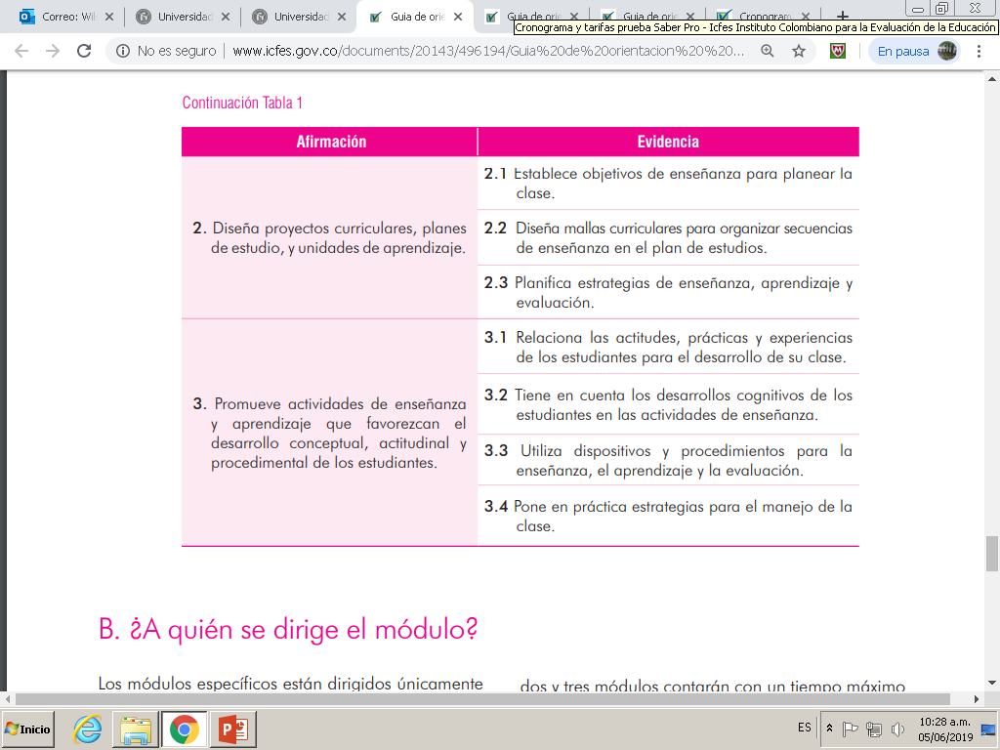 Correo: Wil
Universidad
Universidad
Guia de orie
Guia de orie
Guia de orie
Cronograma
Cronograma y tarifas prueba Saber Pro - Icfes Instituto Colombiano para la Evaluación de la Educación
No es seguro | www.icfes.gov.co/documents/20143/496194/Guia%20de%20orientacion%20%20...
En pausa
Continuación Tabla 1
Afirmación
Evidencia
2. Diseña proyectos curriculares, planes
de estudio, y unidades de aprendizaje.
2.1 Establece objetivos de enseñanza para planear la
clase.
2.2 Diseña mallas curriculares para organizar secuencias
de enseñanza en el plan de estudios.
2.3 Planifica estrategias de enseñanza, aprendizaje y
evaluación.
3. Promueve actividades de enseñanza
y aprendizaje que favorezcan el
desarrollo conceptual, actitudinal y
procedimental de los estudiantes.
3.1 Relaciona las actitudes, prácticas y experiencias
de los estudiantes para el desarrollo de su clase.
3.2 Tiene en cuenta los desarrollos cognitivos de los
estudiantes en las actividades de enseñanza.
3.3 Utiliza dispositivos y procedimientos para la
enseñanza, el aprendizaje y la evaluación.
3.4 Pone en práctica estrategias para el manejo de la
clase.
B. ¿A quién se dirige el módulo?
Los módulos específicos están dirigidos únicamente
dos y tres módulos contarán con un tiempo máximo
Inicio
ES
10:28 a.m.
05/06/2019